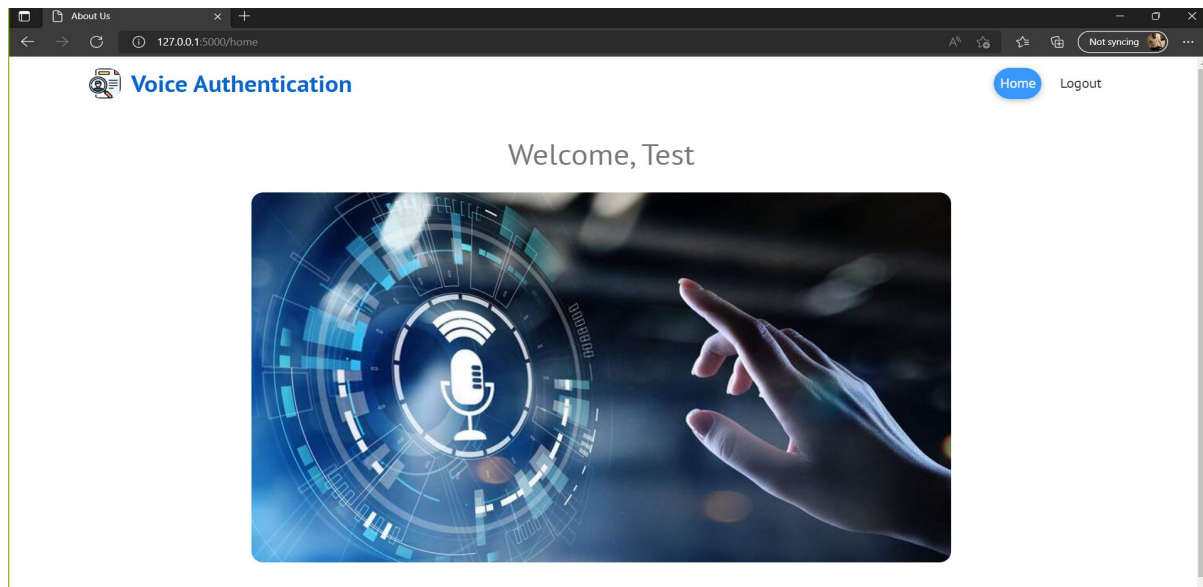 About Us
127.0.0.1:5000/home
Not syncing
Voice Authentication
Home
Logout
Welcome, Test